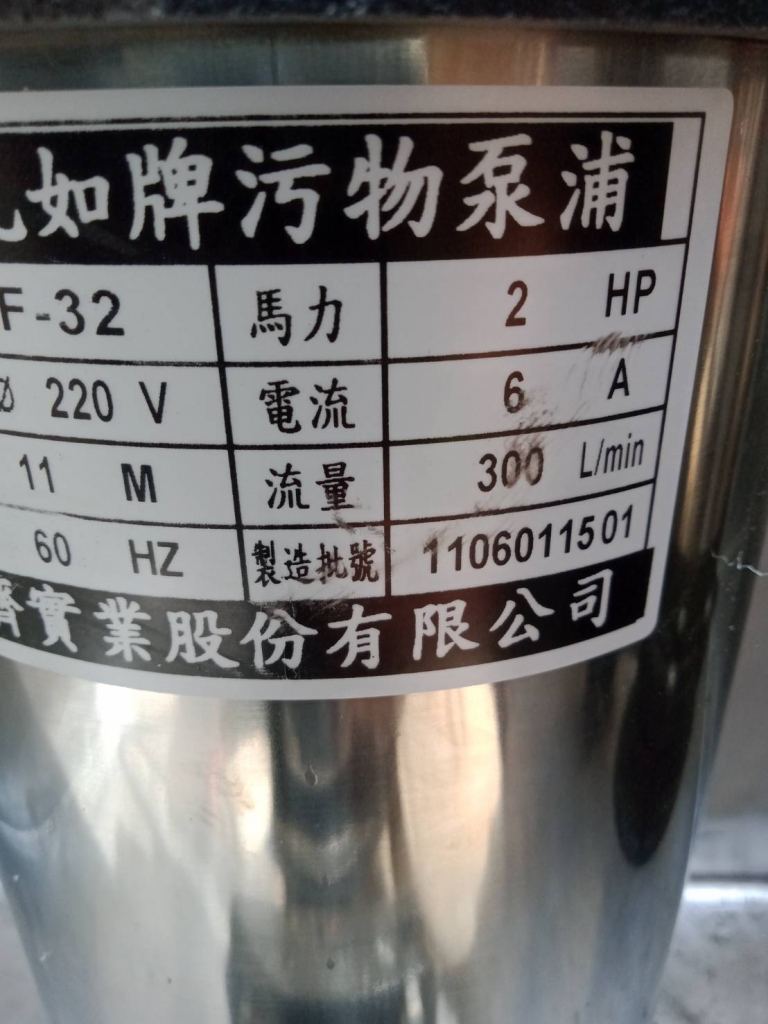 如牌污物泵浦
F-32 馬力 2 HP
Ø 220 V 電流 6 A
11 M 流量 300 L/min
60 HZ 製造批號 1106011501
實業股份有限公司